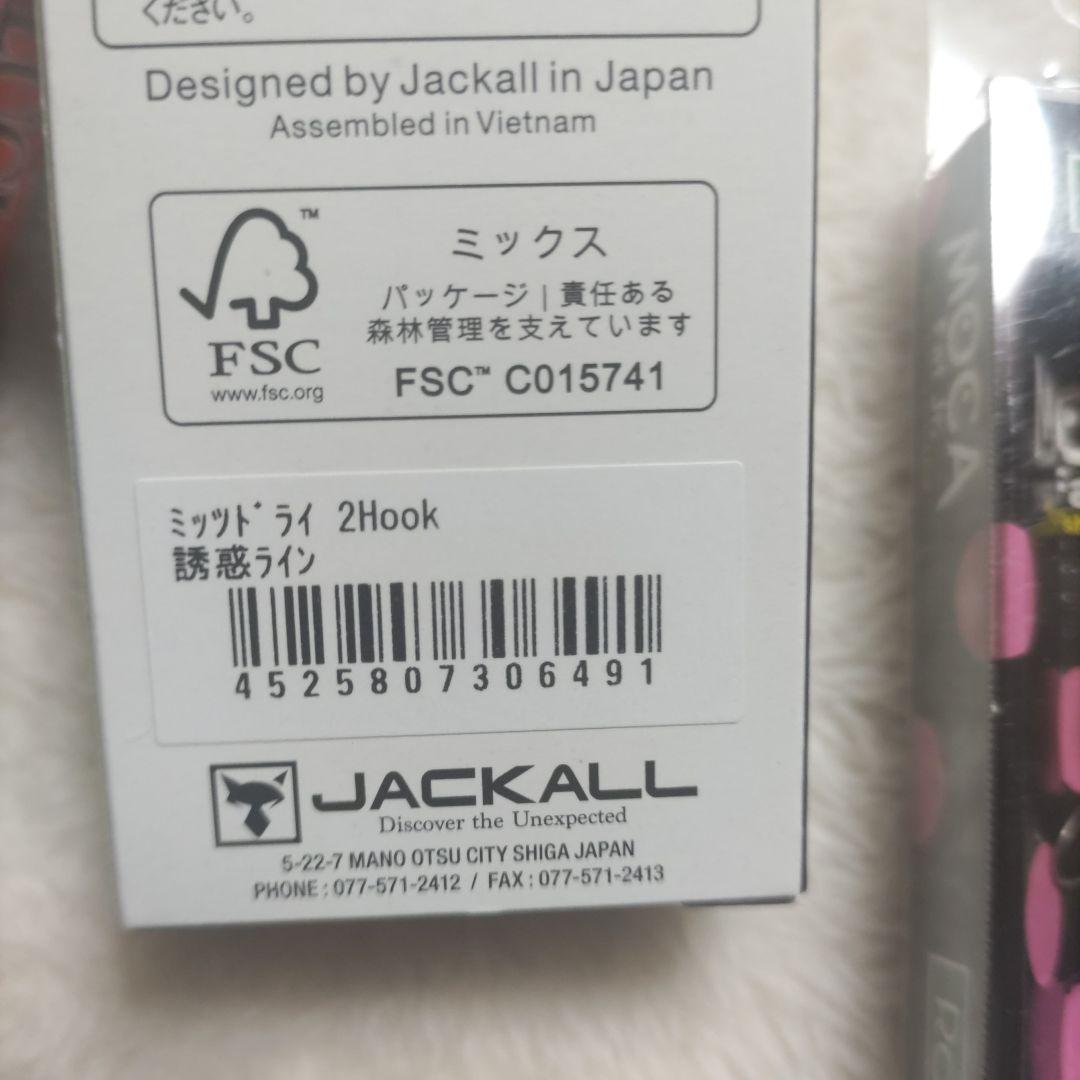 ください。
Designed by Jackall in Japan
Assembled in Vietnam
™
ミックス
パッケージ | 責任ある
森林管理を支えています
FSC
www.fsc.org
FSC™ C015741
ミッツドライ 2Hook
誘惑ライン
4525807306491
JACKALL
Discover the Unexpected
5-22-7 MANO OTSU CITY SHIGA JAPAN
PHONE : 077-571-2412 / FAX : 077-571-2413
MOCA